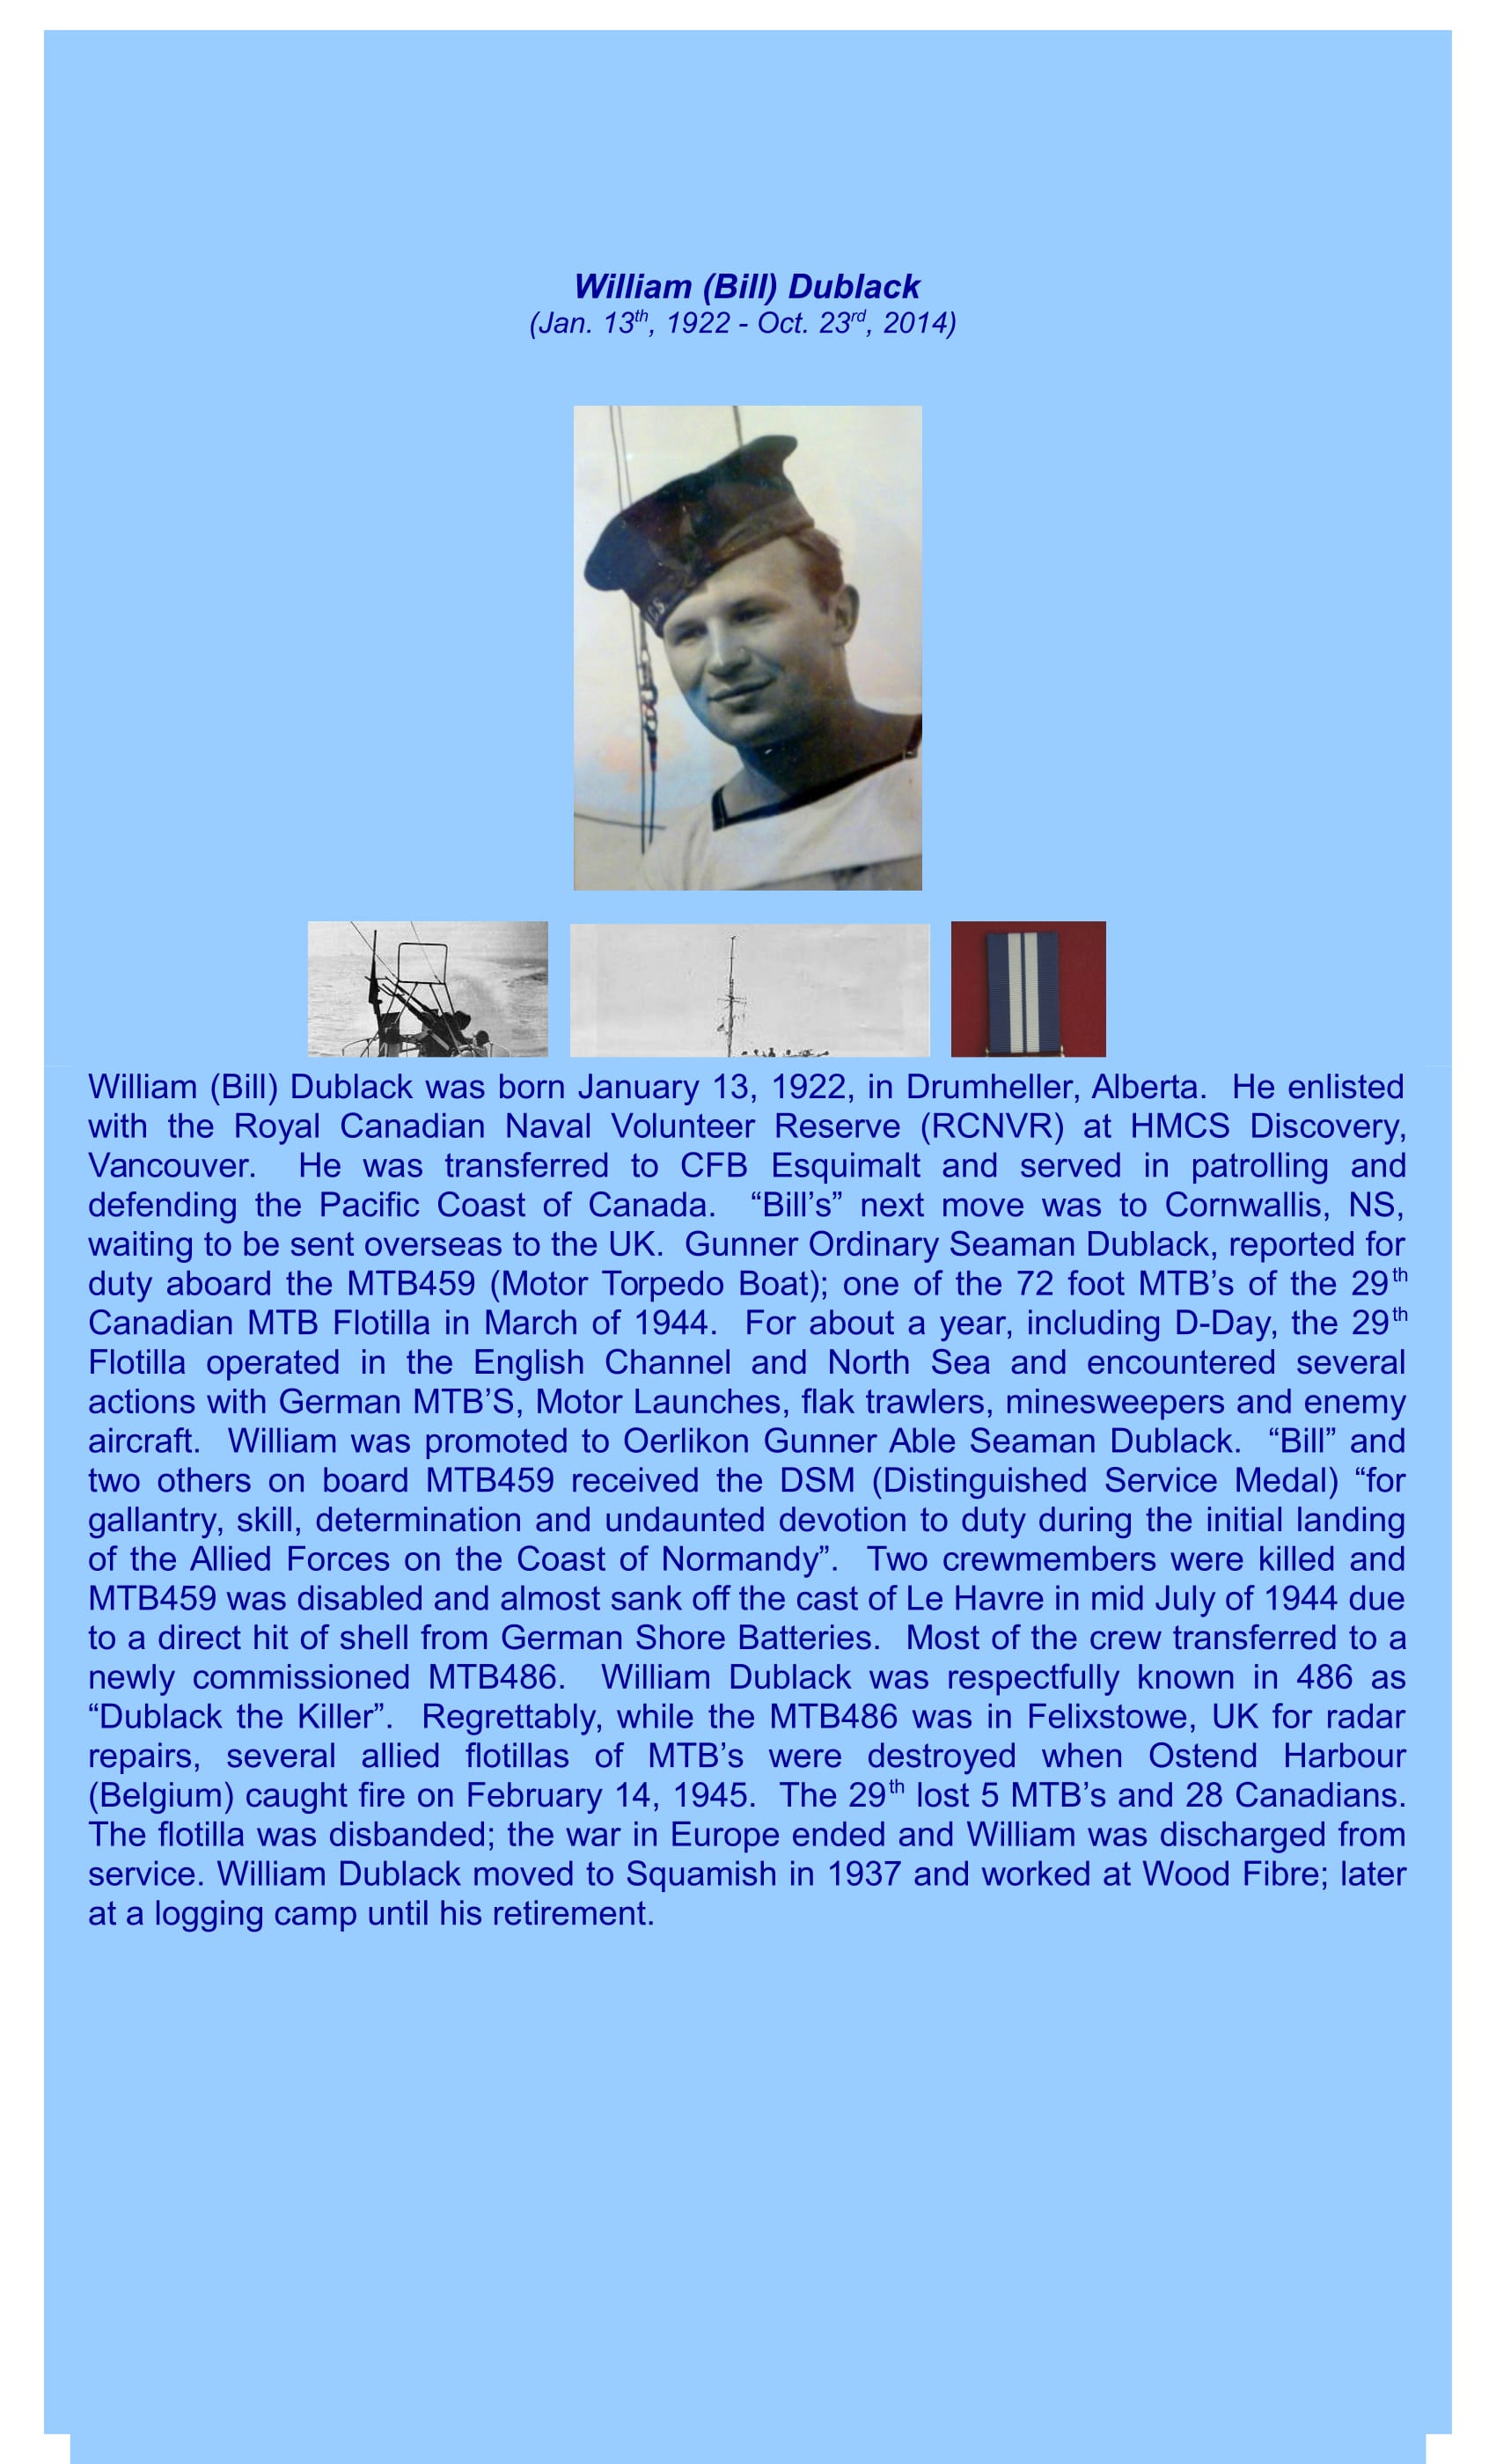 William (Bill) Dublack
(Jan. 13th, 1922 - Oct. 23rd, 2014)
William (Bill) Dublack was born January 13, 1922, in Drumheller, Alberta.  He enlisted
with the Royal Canadian Naval Volunteer Reserve (RCNVR) at HMCS Discovery,
Vancouver.  He was transferred to CFB Esquimalt and served in patrolling and
defending the Pacific Coast of Canada.  “Bill’s” next move was to Cornwallis, NS,
waiting to be sent overseas to the UK.  Gunner Ordinary Seaman Dublack, reported for
duty aboard the MTB459 (Motor Torpedo Boat); one of the 72 foot MTB’s of the 29th
Canadian MTB Flotilla in March of 1944.  For about a year, including D-Day, the 29th
Flotilla operated in the English Channel and North Sea and encountered several
actions with German MTB’S, Motor Launches, flak trawlers, minesweepers and enemy
aircraft.  William was promoted to Oerlikon Gunner Able Seaman Dublack.  “Bill” and
two others on board MTB459 received the DSM (Distinguished Service Medal) “for
gallantry, skill, determination and undaunted devotion to duty during the initial landing
of the Allied Forces on the Coast of Normandy”.  Two crewmembers were killed and
MTB459 was disabled and almost sank off the cast of Le Havre in mid July of 1944 due
to a direct hit of shell from German Shore Batteries.  Most of the crew transferred to a
newly commissioned MTB486.  William Dublack was respectfully known in 486 as
“Dublack the Killer”.  Regrettably, while the MTB486 was in Felixstowe, UK for radar
repairs, several allied flotillas of MTB’s were destroyed when Ostend Harbour
(Belgium) caught fire on February 14, 1945.  The 29th lost 5 MTB’s and 28 Canadians.
The flotilla was disbanded; the war in Europe ended and William was discharged from
service. William Dublack moved to Squamish in 1937 and worked at Wood Fibre; later
at a logging camp until his retirement.